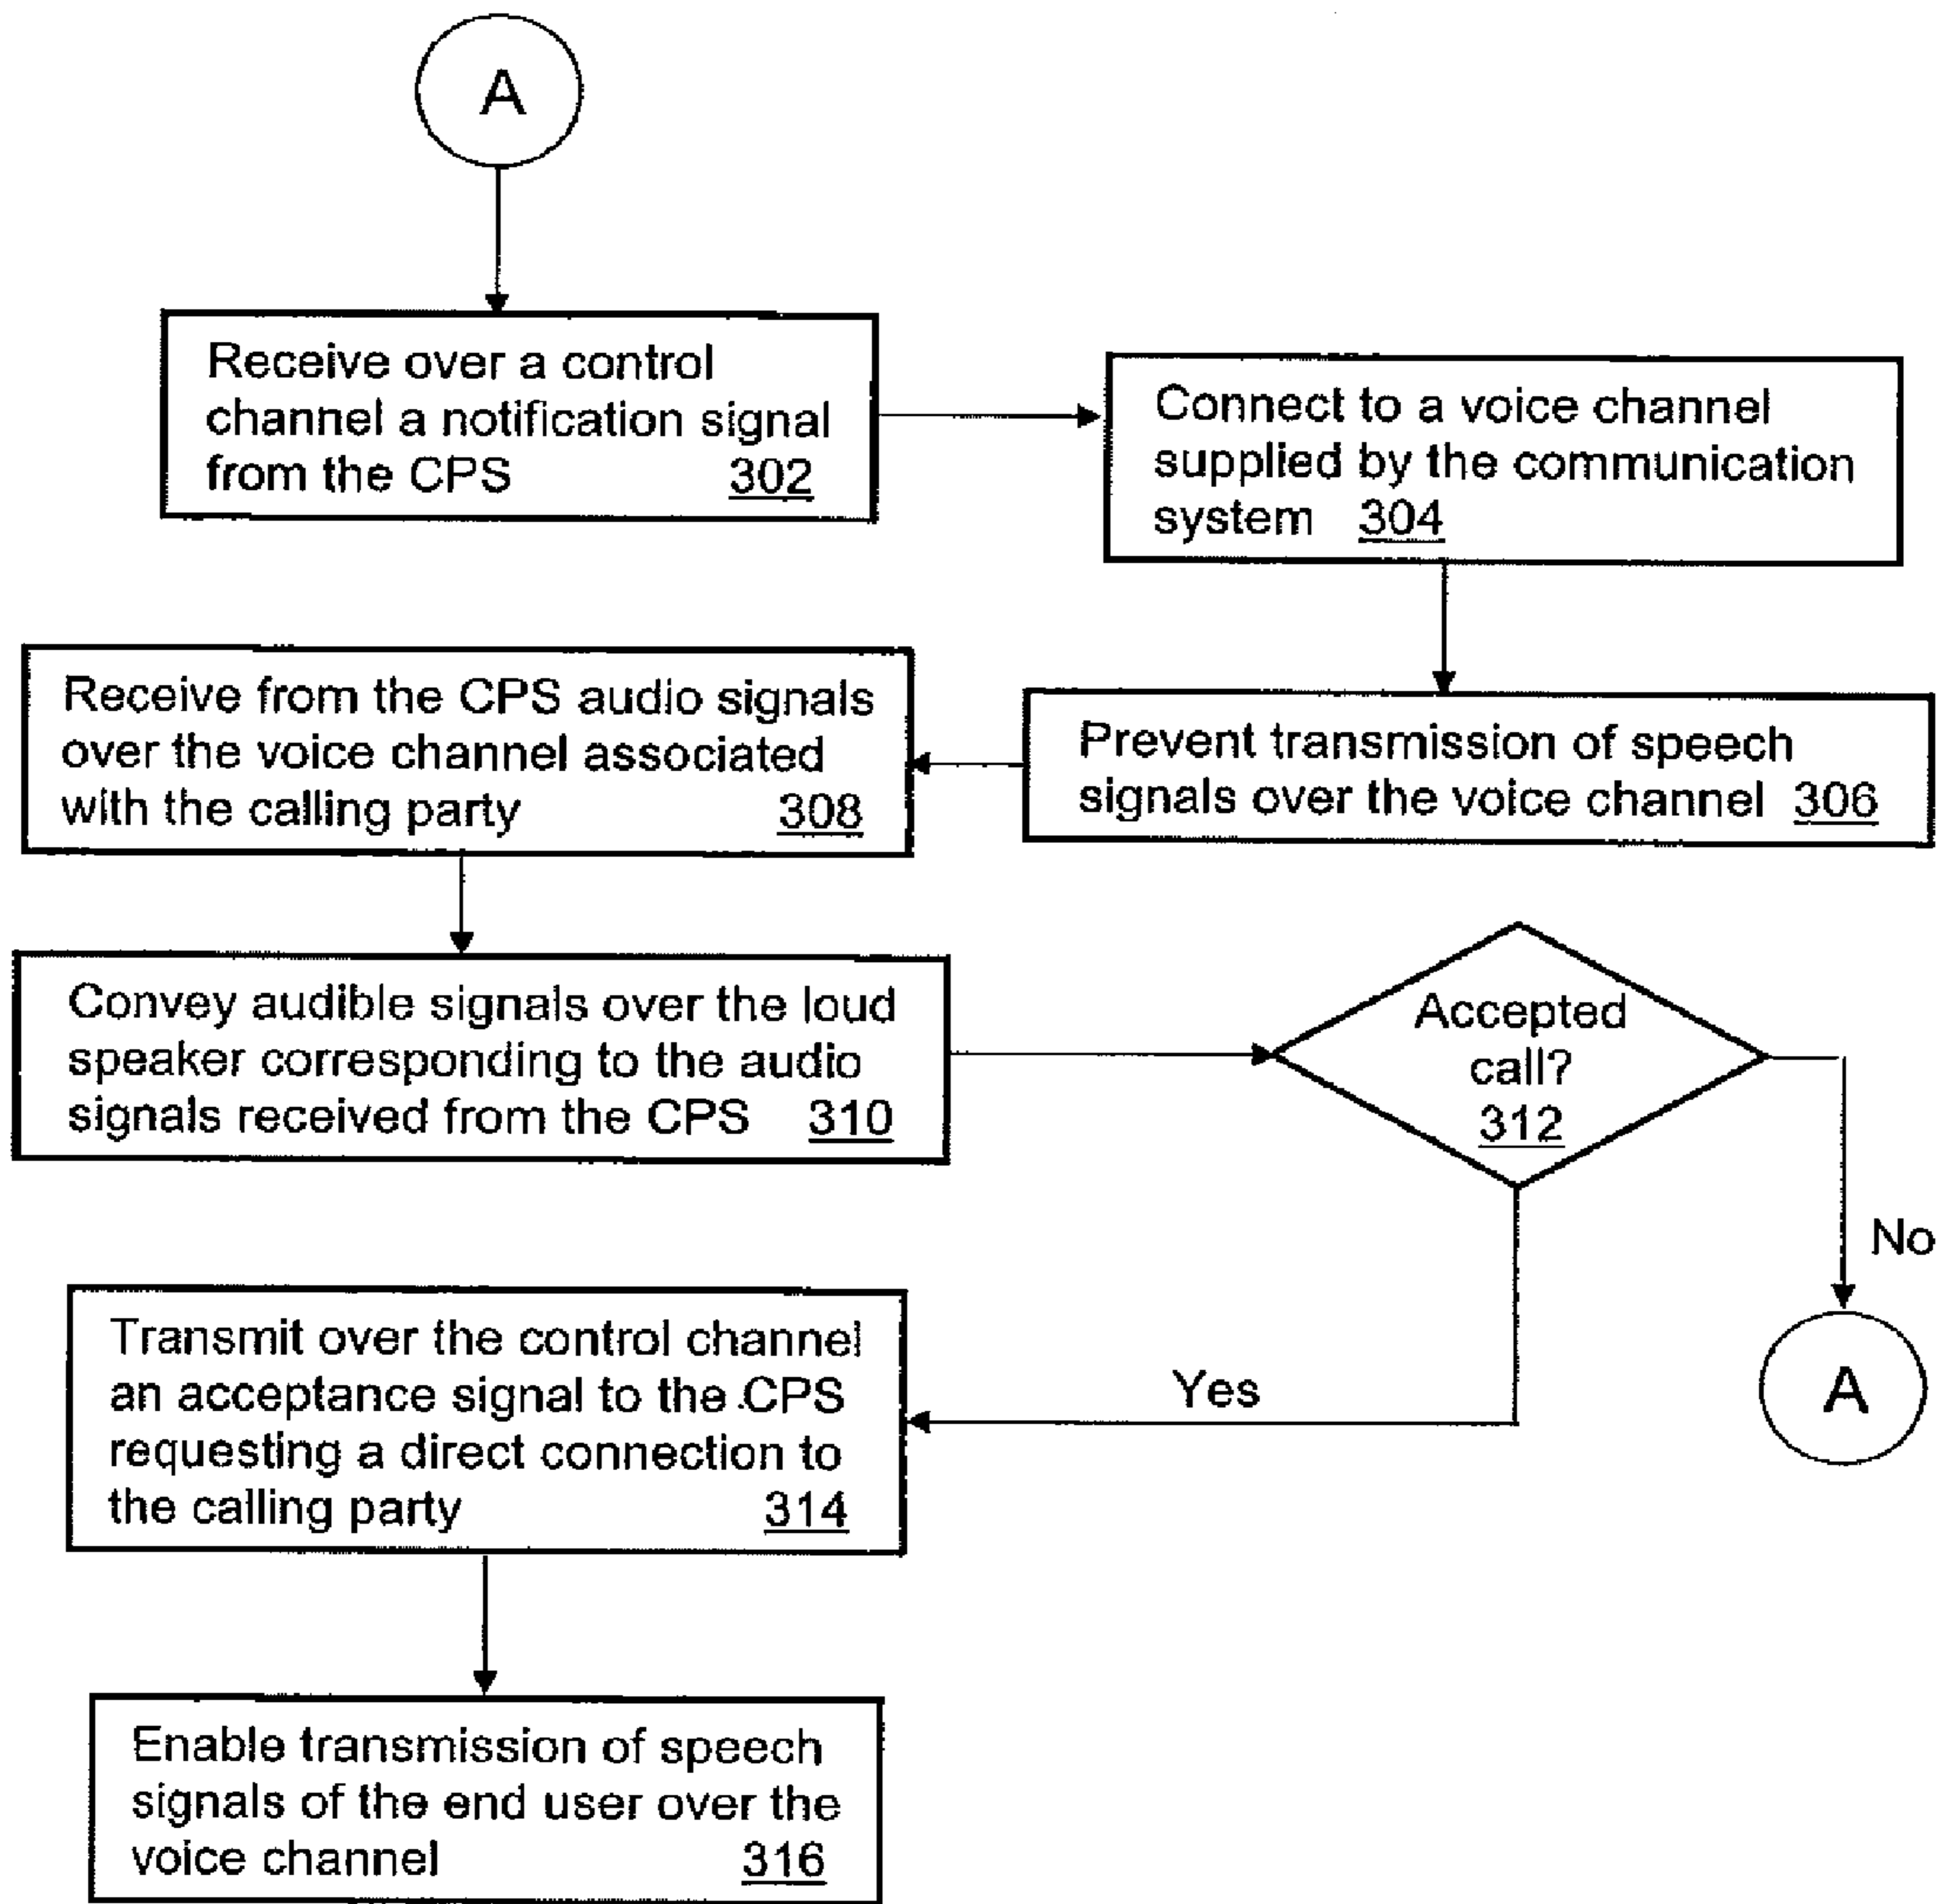 A
Receive over a control
channel a notification signal
from the CPS 302
Connect to a voice channel
supplied by the communication
system 304
Prevent transmission of speech
signals over the voice channel 306
Receive from the CPS audio signals
over the voice channel associated
with the calling party 308
Convey audible signals over the loud
speaker corresponding to the audio
signals received from the CPS 310
Accepted
call?
312
No
A
Yes
Transmit over the control channel
an acceptance signal to the CPS
requesting a direct connection to
the calling party 314
Enable transmission of speech
signals of the end user over the
voice channel 316